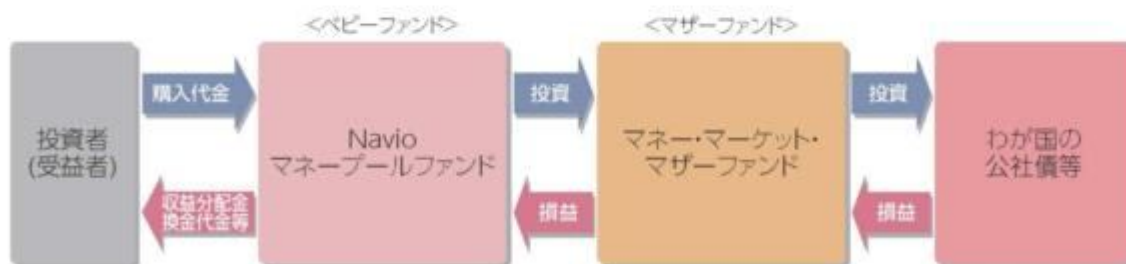 <ベビーファンド>
<マザーファンド>
投資者
(受益者)
購入代金
収益分配金
換金代金等
Navio
マネープールファンド
投資
損益
マネー・マーケット・
マザーファンド
投資
損益
わが国の
公社債等